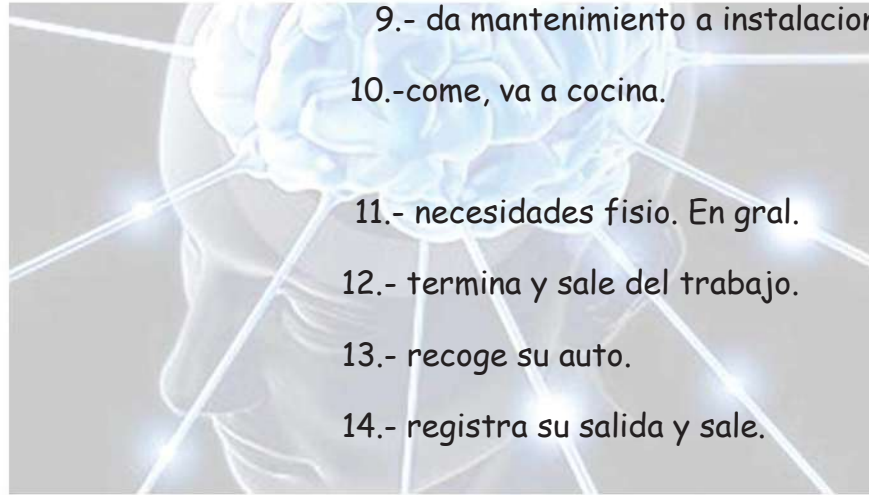 9.- da mantenimiento a
10.-come, va a cocina.
11.- necesidades fisio. En gral.
12.- termina y sale del trabajo.
13.- recoge su auto.
14.- registra su salida y sale.